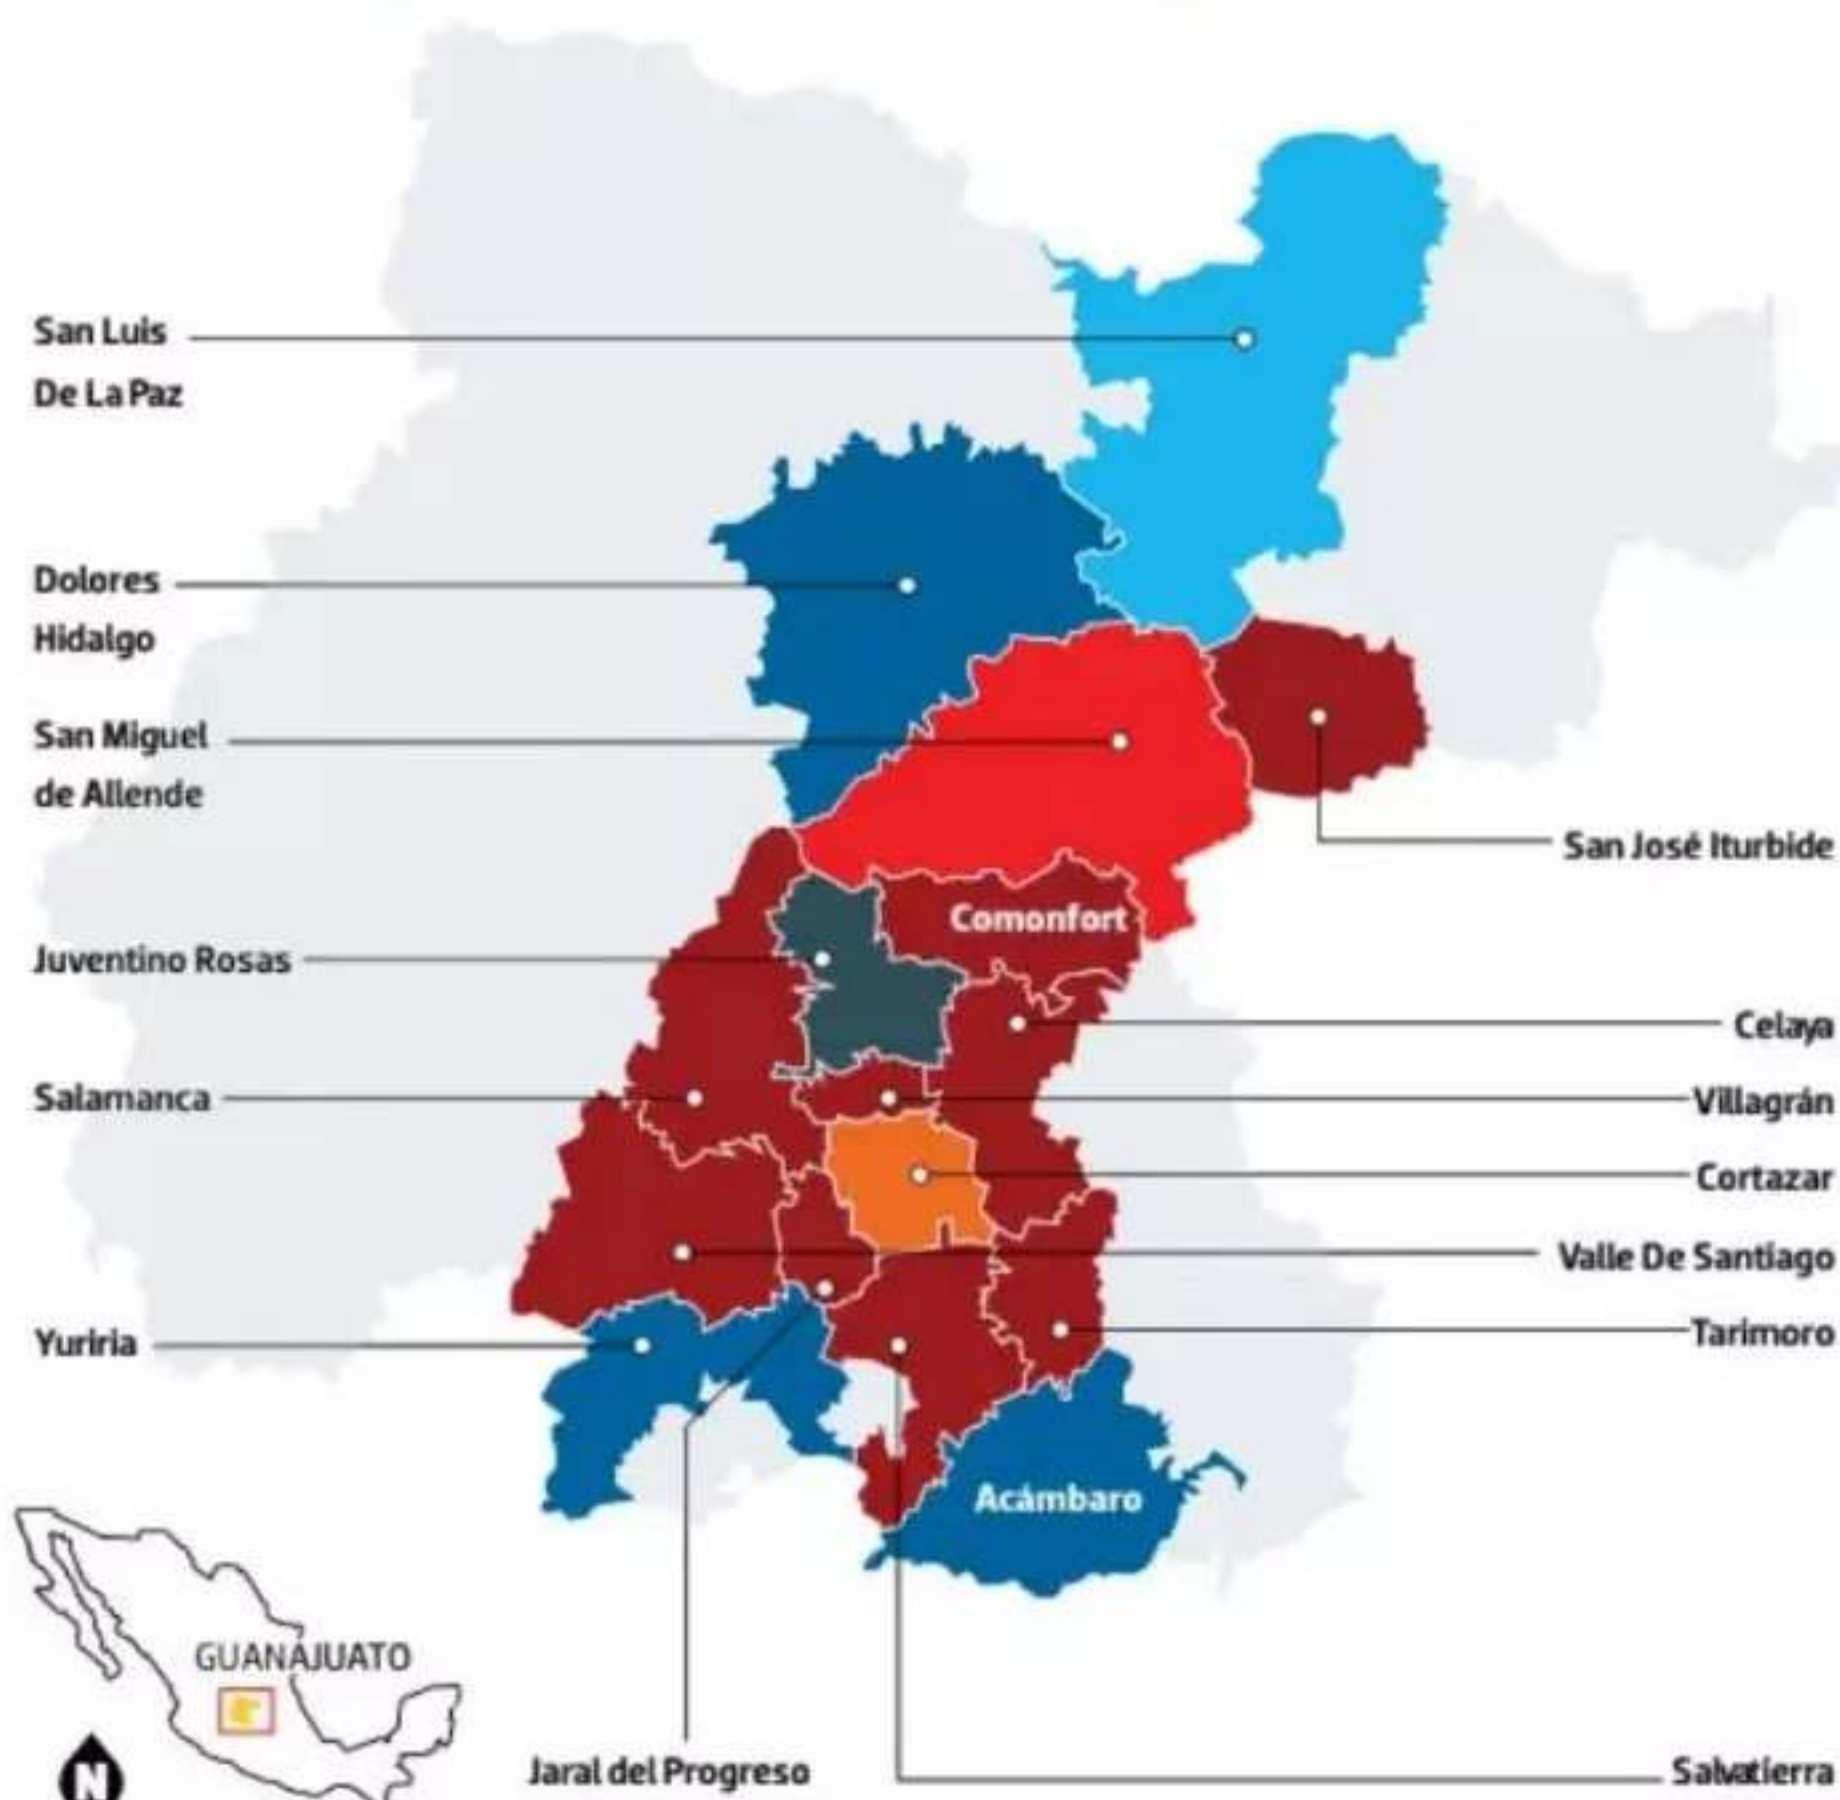 San Luis
De La Paz
Dolores
Hidalgo
San Miguel
de Allende
San José Iturbide
Comonfort
Juventino Rosas
Celaya
Salamanca
Villagrán
Cortazar
Valle De Santiago
Yuriria
Tarimoro
Acámbaro
GUANAJUATO
N
Jaral del Progreso
Salvatierra